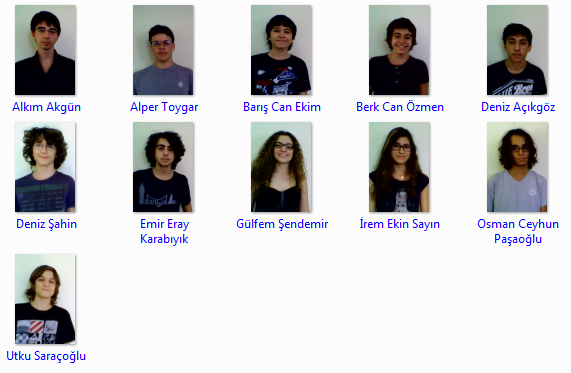 Alkım Akgün
Alper Toygar
Barış Can Ekim
Berk Can Özmen
Deniz Açıkgöz
Deniz Şahin
Emir Eray
Karabıyık
Gülfem Şendemir
İrem Ekin Sayın
Osman Ceyhun
Paşaoğlu
Utku Saraçoğlu